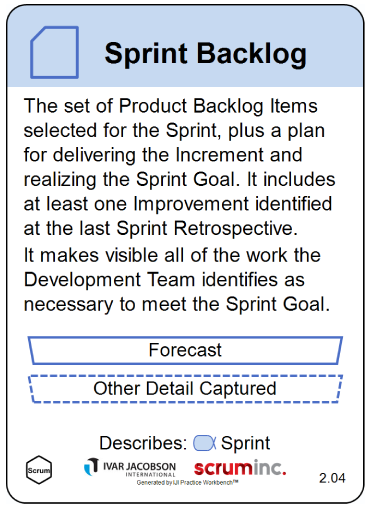 Sprint Backlog
The set of Product Backlog Items
selected for the Sprint, plus a plan
for delivering the Increment and
realizing the Sprint Goal. It includes
at least one Improvement identified
at the last Sprint Retrospective.
It makes visible all of the work the
Development Team identifies as
necessary to meet the Sprint Goal.
Forecast
Other Detail Captured
Describes: Sprint
Scrum
IVAR JACOBSON
INTERNATIONAL
scruminc.
Generated by IJI Practice Workbench™
2.04